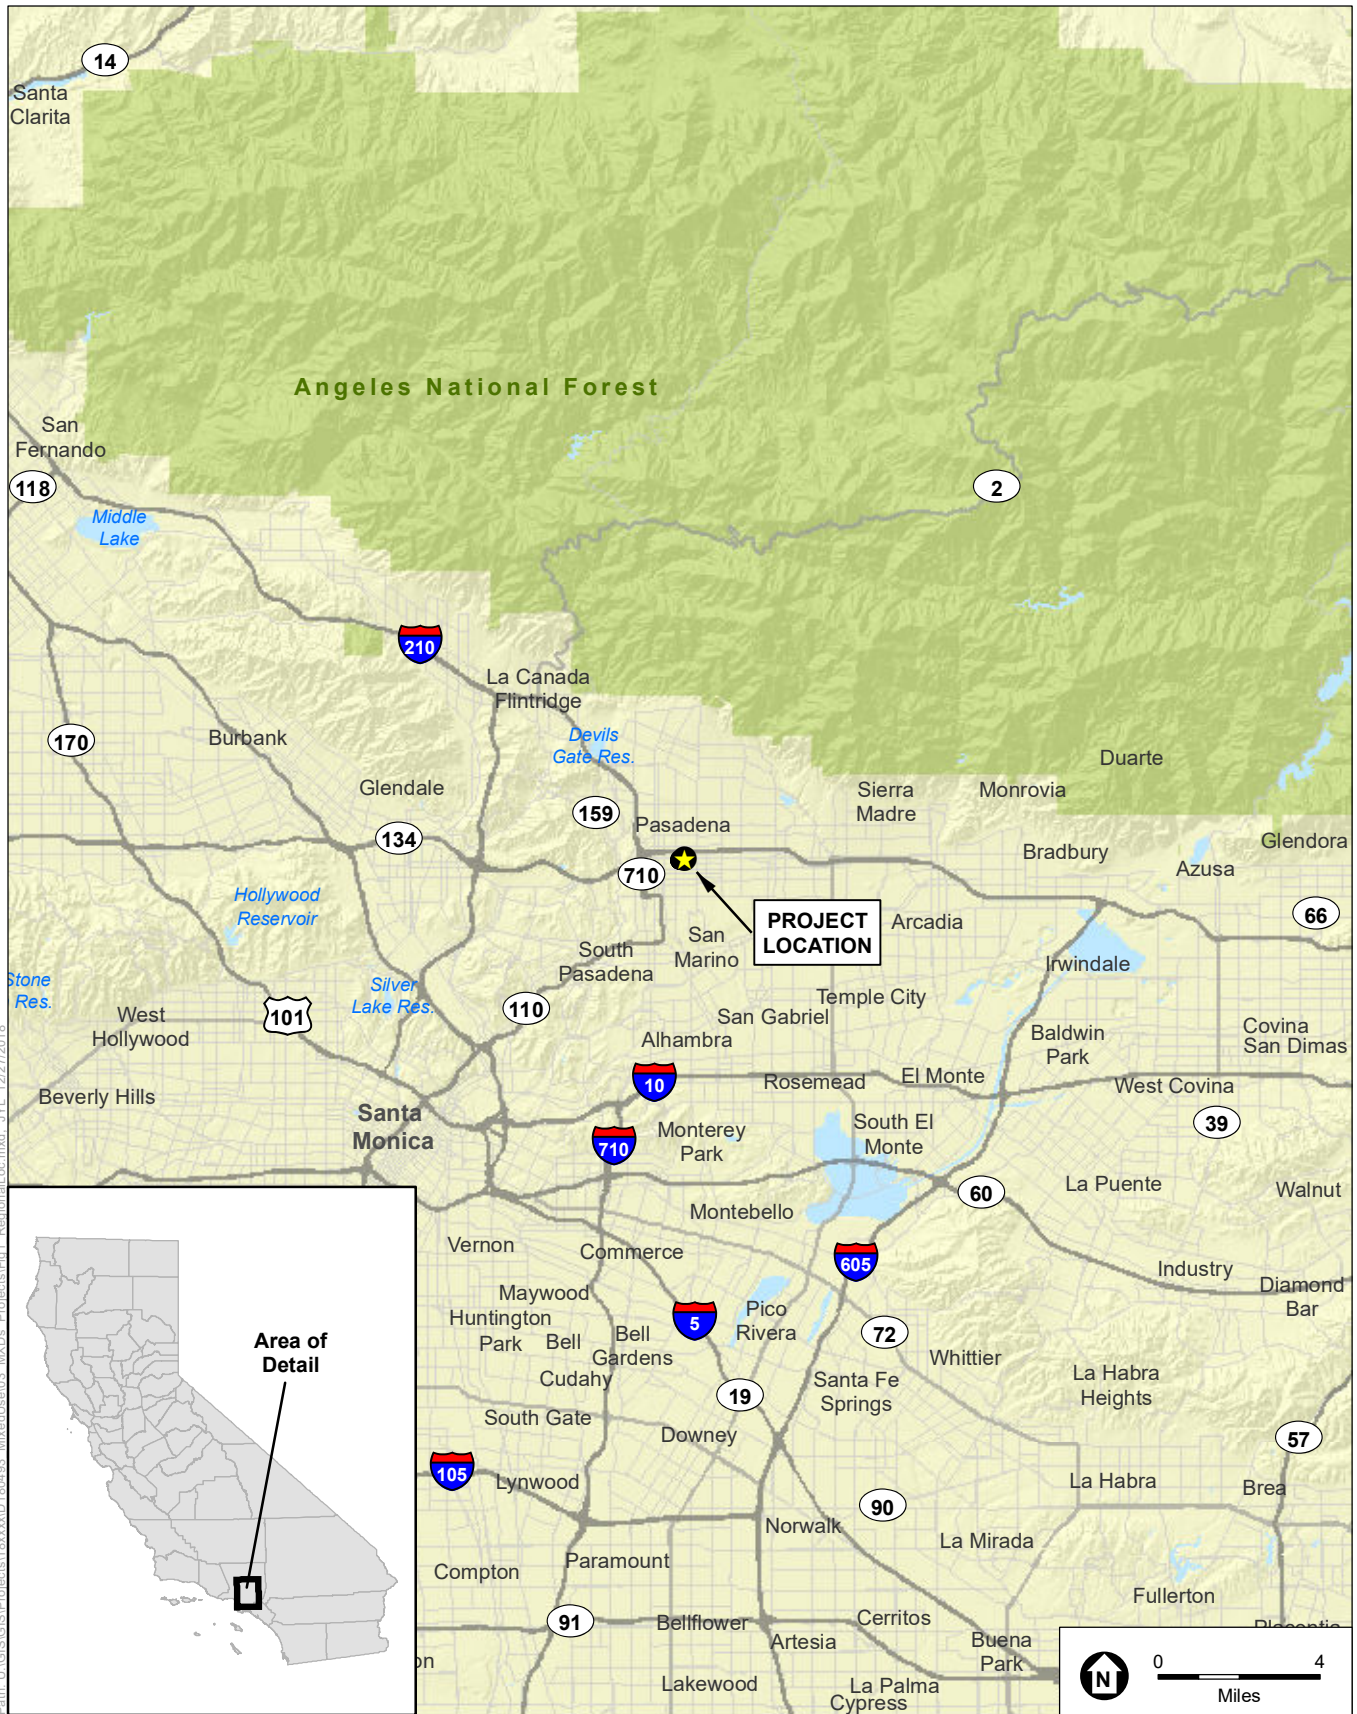 14
Santa
Clarita
Angeles National Forest
San
Fernando
118
2
Middle
Lake
210
La Canada
Flintridge
170
Burbank
Devils
Gate Res.
Duarte
Glendale
Sierra
Madre
Monrovia
159
Pasadena
134
Bradbury
Glendora
710
Azusa
Hollywood
Reservoir
PROJECT
LOCATION
Arcadia
66
San
Marino
South
Pasadena
Irwindale
Stone
Res.
Silver
Lake Res.
Temple City
110
101
West
Hollywood
San Gabriel
Alhambra
Baldwin
Park
Covina
San Dimas
10
Rosemead
El Monte
West Covina
Beverly Hills
Santa
Monica
39
South El
Monte
710
Monterey
Park
60
La Puente
Walnut
Montebello
Vernon
Commerce
605
Industry
Diamond
Bar
Maywood
Huntington
Park
Bell
Bell
Gardens
5
Pico
Rivera
72
Whittier
Cudahy
La Habra
Heights
19
Santa Fe
Springs
South Gate
Downey
57
105
Lynwood
La Habra
Brea
90
Norwalk
La Mirada
Compton
Paramount
Fullerton
91
Bellflower
Cerritos
Artesia
Buena
Park
Placentia
Lakewood
La Palma
Cypress
on
Area of
Detail
N
0 4
Miles